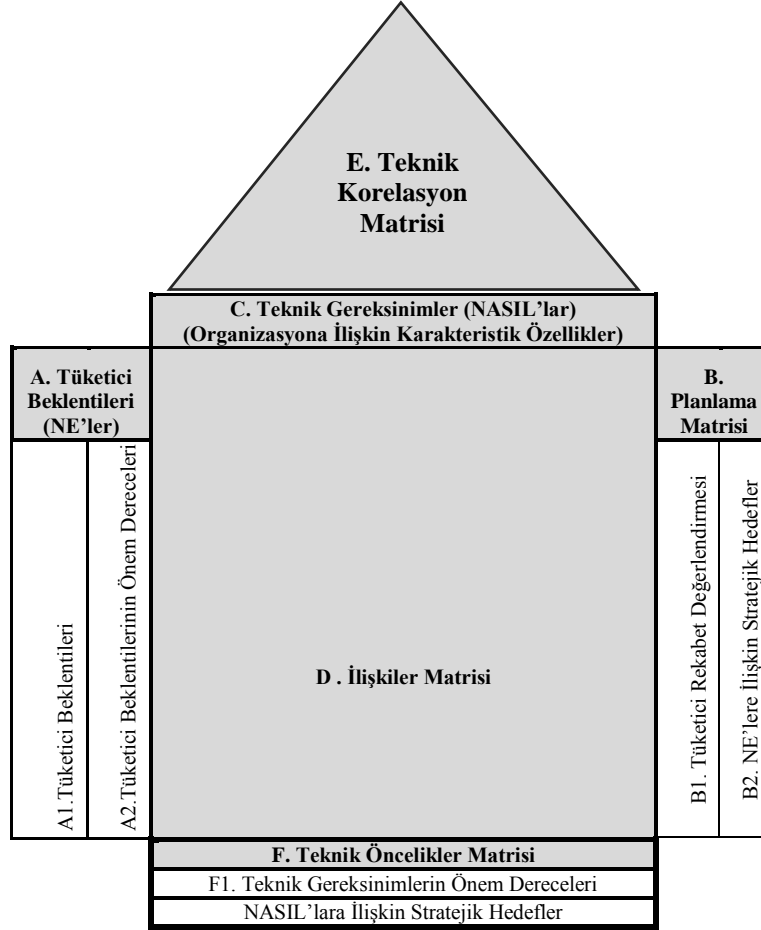 E. Teknik
Korelasyon
Matrisi
C. Teknik Gereksinimler (NASIL’lar)
(Organizasyona İlişkin Karakteristik Özellikler)
A. Tüketici
Beklentileri
(NE’ler)
B.
Planlama
Matrisi
A1.Tüketici Beklentileri
A2.Tüketici Beklentilerinin Önem Dereceleri
D . İlişkiler Matrisi
B1. Tüketici Rekabet Değerlendirmesi
B2. NE’lere İlişkin Stratejik Hedefler
F. Teknik Öncelikler Matrisi
F1. Teknik Gereksinimlerin Önem Dereceleri
NASIL’lara İlişkin Stratejik Hedefler